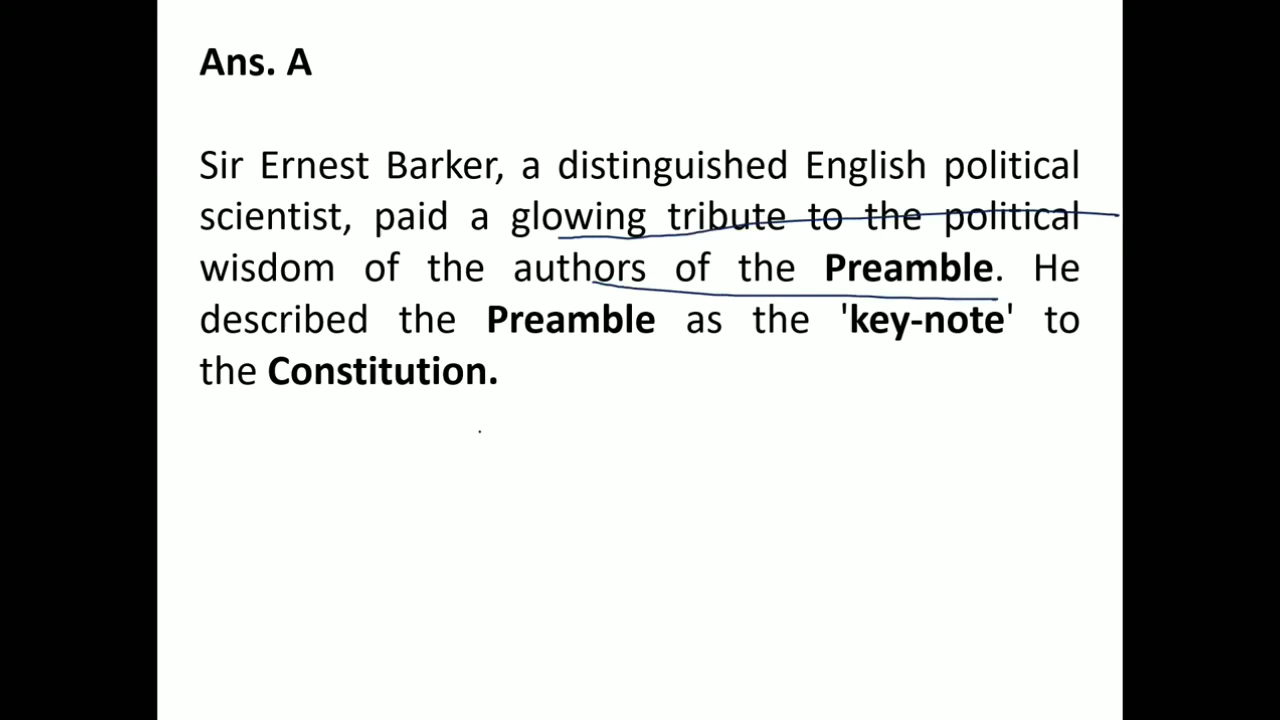 Ans. A
Sir Ernest Barker, a distinguished English political
scientist, paid a glowing tribute to the political
wisdom of the authors of the Preamble. He
described the Preamble as the 'key-note' to
the Constitution.